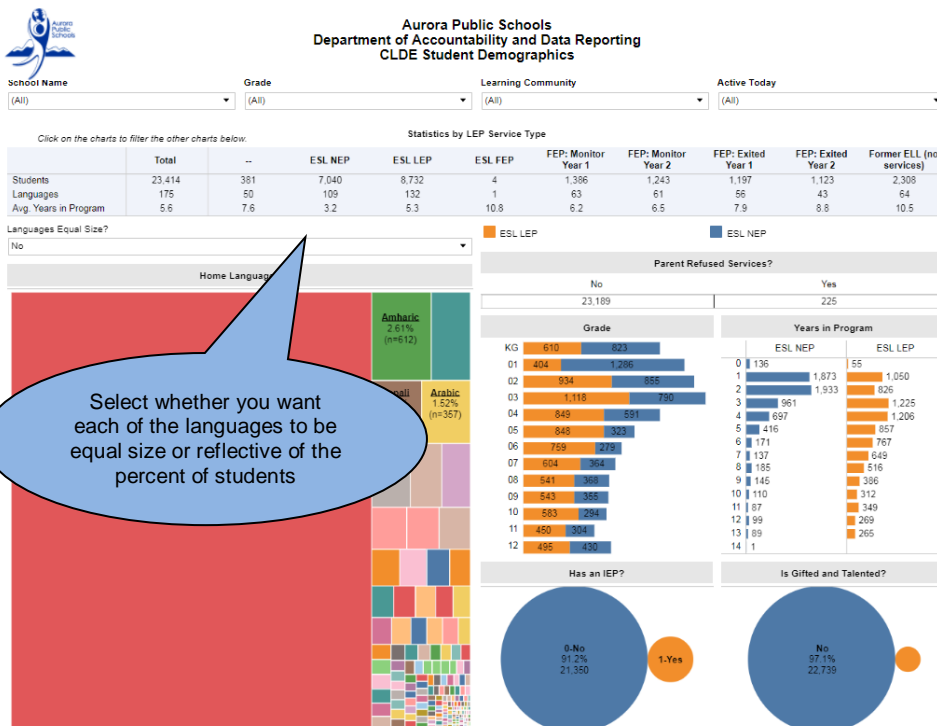 Aurora
Public
Schools
Aurora Public Schools
Department of Accountability and Data Reporting
CLDE Student Demographics
School Name Grade Learning Community Active Today
(All) (All) (All) (All)
Click on the charts to filter the other charts below.
Statistics by LEP Service Type
Total -- ESL NEP ESL LEP ESL FEP FEP: Monitor Year 1 FEP: Monitor Year 2 FEP: Exited Year 1 FEP: Exited Year 2 Former ELL (no services)
Students 23,414 381 7,040 8,732 4 1,386 1,243 1,197 1,123 2,308
Languages 175 50 109 132 1 63 61 56 43 64
Avg. Years in Program 5.6 7.6 3.2 5.3 10.8 6.2 6.5 7.9 8.8 10.5
Languages Equal Size?
No
ESL LEP ESL NEP
Home Languag
Amharic
2.61%
(n=612)
Arabic
1.52%
(n=357)
Select whether you want
each of the languages to be
equal size or reflective of the
percent of students
Parent Refused Services?
No Yes
23,189 225
Grade
KG 610 823
01 404 1,286
02 934 855
03 1,118 790
04 849 591
05 848 323
06 759 279
07 604 364
08 541 368
09 543 355
10 583 294
11 450 304
12 495 430
Years in Program
ESL NEP ESL LEP
0 136 55
1 1,873 1,050
2 1,933 826
3 961 1,225
4 697 1,206
5 416 857
6 171 767
7 137 649
8 185 516
9 145 386
10 110 312
11 87 349
12 99 269
13 89 265
14 1
Has an IEP?
0-No
91.2%
21,350
1-Yes
Is Gifted and Talented?
No
97.1%
22,739